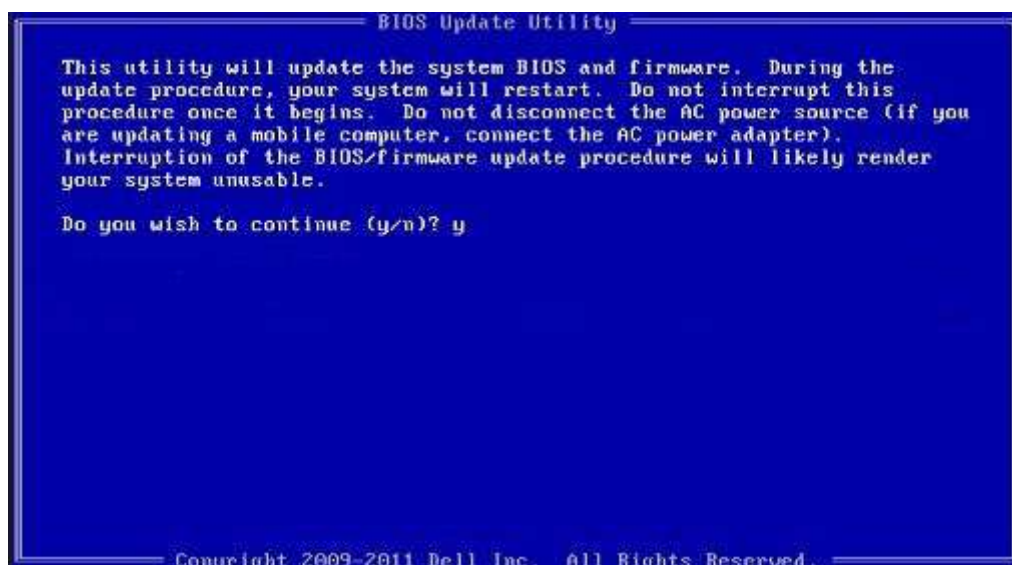 BIOS Update Utility
This utility will update the system BIOS and firmware. During the
update procedure, your system will restart. Do not interrupt this
procedure once it begins. Do not disconnect the AC power source (if you
are updating a mobile computer, connect the AC power adapter).
Interruption of the BIOS/firmware update procedure will likely render
your system unusable.
Do you wish to continue (y/n)? y
Copyright 2009-2011 Dell Inc. All Rights Reserved.